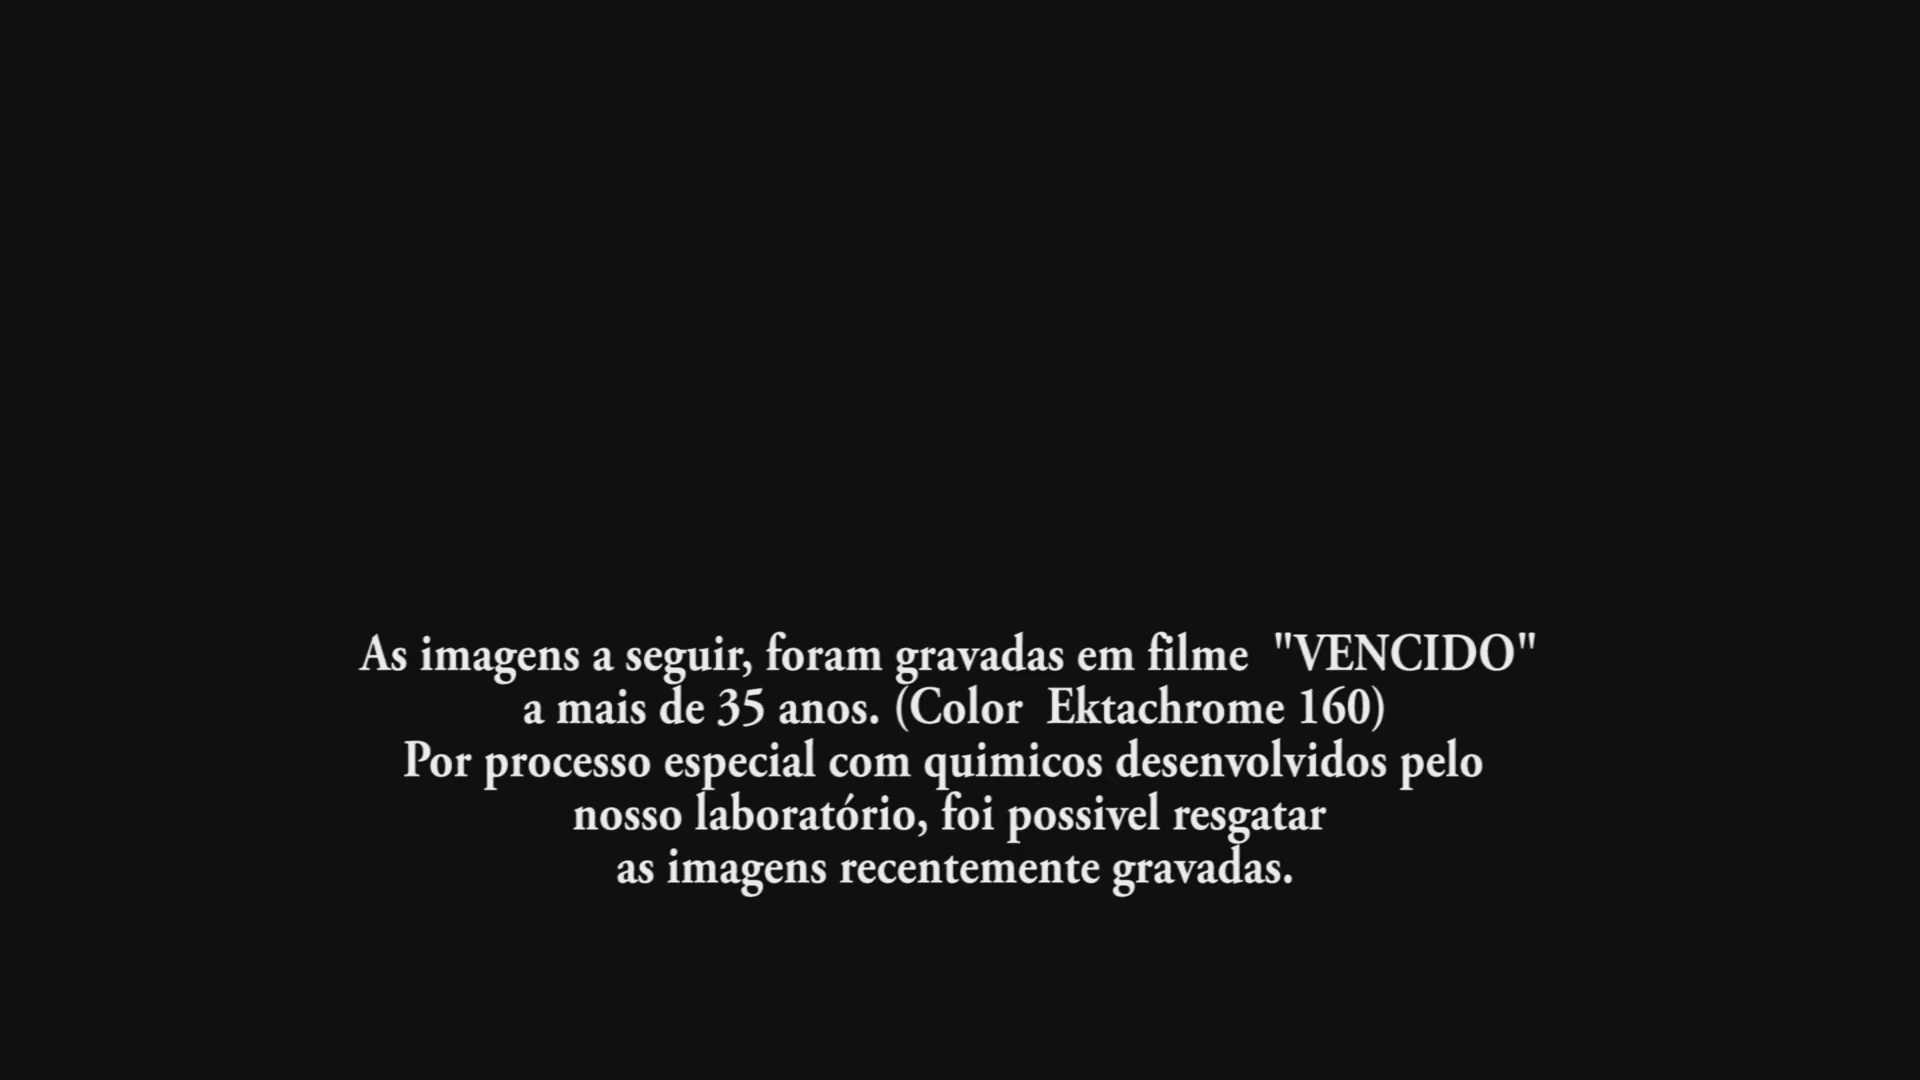 As imagens a seguir, foram gravadas em filme  "VENCIDO"
a mais de 35 anos. (Color  Ektachrome 160)
Por processo especial com quimicos desenvolvidos pelo
nosso laboratório, foi possivel resgatar
as imagens recentemente gravadas.